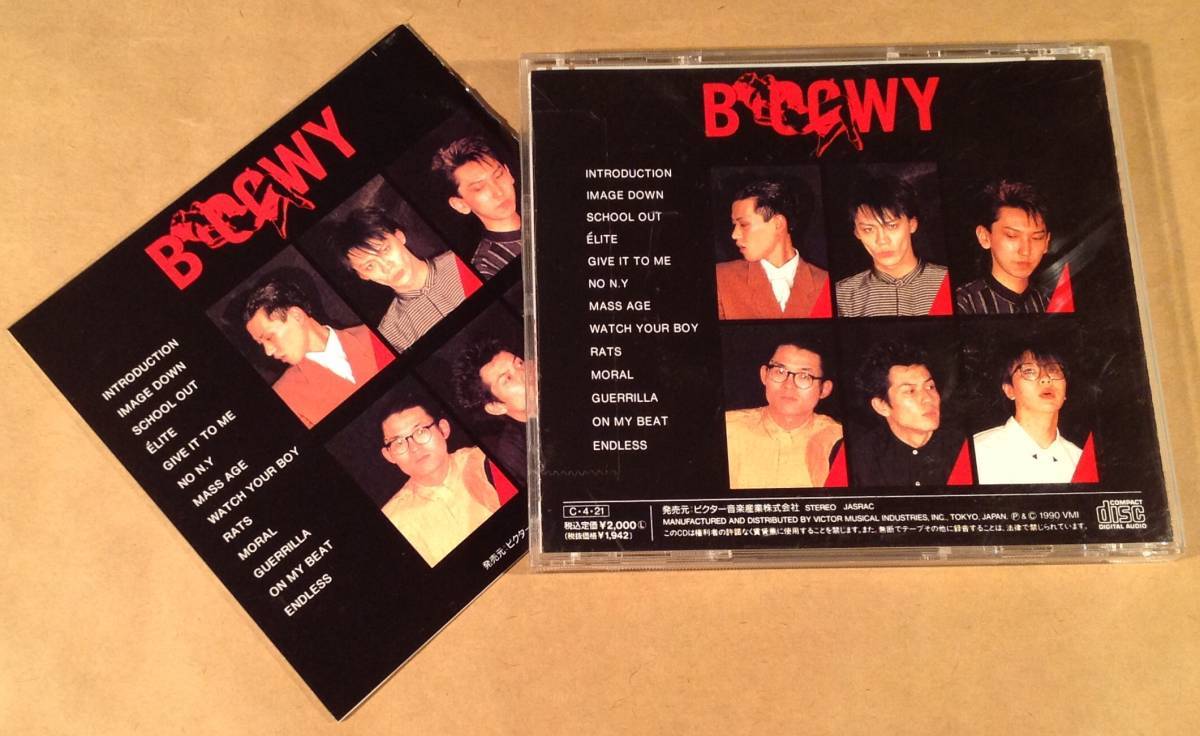 BOØWY
INTRODUCTION
IMAGE DOWN
SCHOOL OUT
ÉLITE
GIVE IT TO ME
NO N.Y
MASS AGE
WATCH YOUR BOY
RATS
MORAL
GUERRILLA
ON MY BEAT
ENDLESS
発売元:ビクター
BOØWY
INTRODUCTION
IMAGE DOWN
SCHOOL OUT
ÉLITE
GIVE IT TO ME
NO N.Y
MASS AGE
WATCH YOUR BOY
RATS
MORAL
GUERRILLA
ON MY BEAT
ENDLESS
C・4・21
税込定価¥2,000Ⓛ
(税抜価格¥1,942)
発売元:ビクター音楽産業株式会社 STEREO JASRAC
MANUFACTURED AND DISTRIBUTED BY VICTOR MUSICAL INDUSTRIES, INC., TOKYO, JAPAN. ℗&© 1990 VMI
このCDは権利者の許諾なく賃貸業に使用することを禁じます。また、無断でテープその他に録音することは、法律で禁じられています。
COMPACT
disc
DIGITAL AUDIO